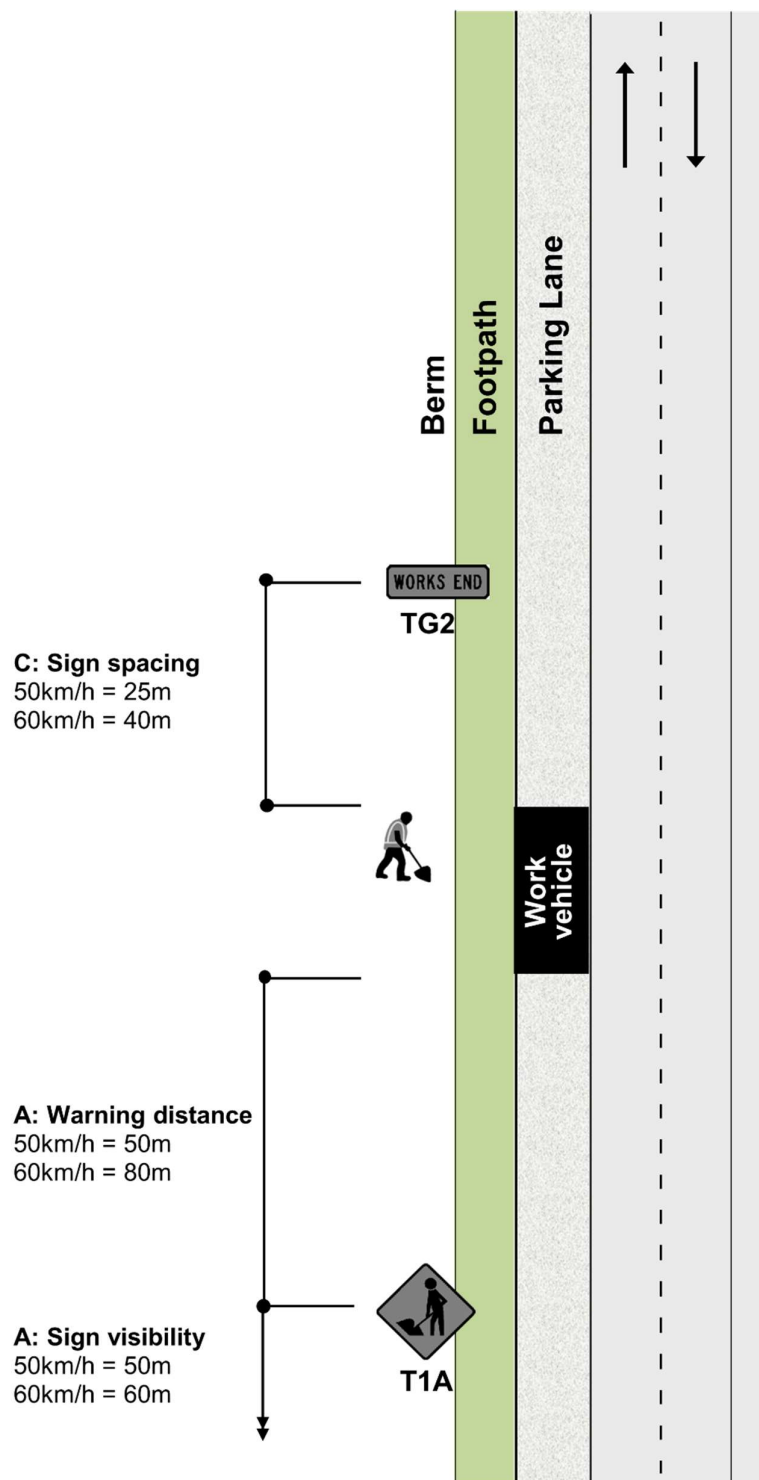 Berm
Footpath
Parking Lane
WORKS END
TG2
C: Sign spacing
50km/h = 25m
60km/h = 40m
Work
vehicle
A: Warning distance
50km/h = 50m
60km/h = 80m
T1A
A: Sign visibility
50km/h = 50m
60km/h = 60m